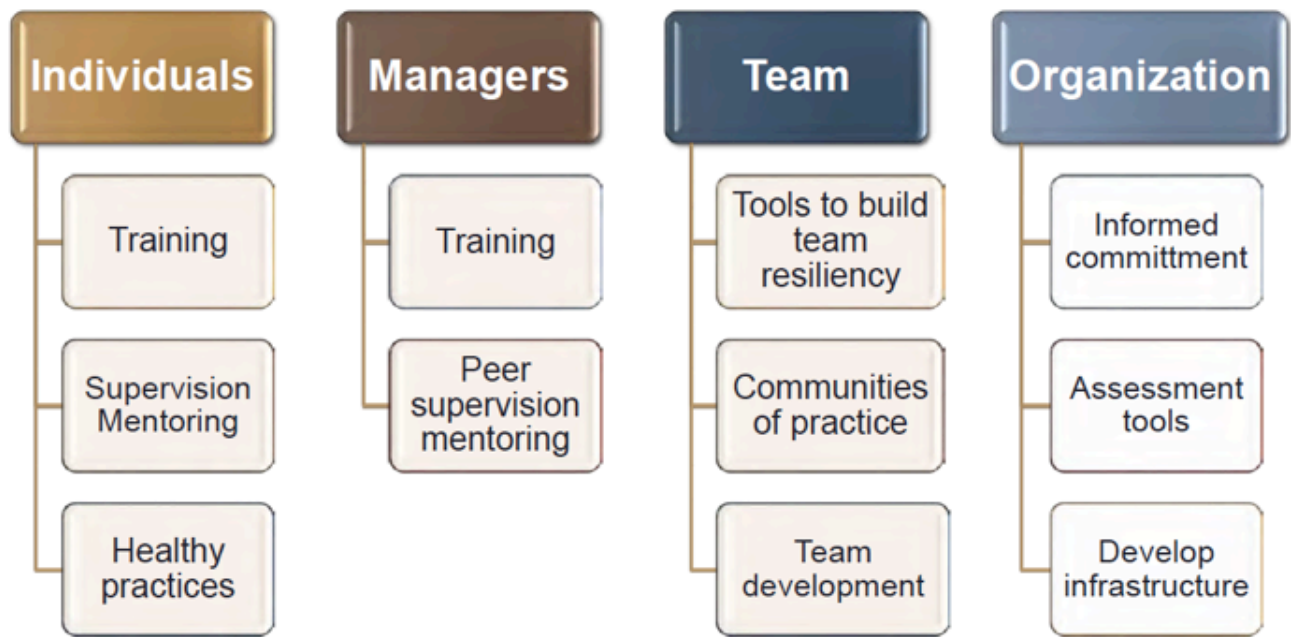 Individuals
Training
Supervision
Mentoring
Healthy
practices
Managers
Training
Peer
supervision
mentoring
Team
Tools to build
team
resiliency
Communities
of practice
Team
development
Organization
Informed
committment
Assessment
tools
Develop
infrastructure